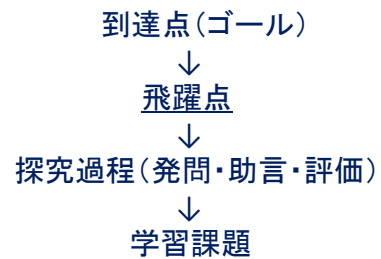 到達点（ゴール）
↓
飛躍点
↓
探究過程（発問・助言・評価）
↓
学習課題